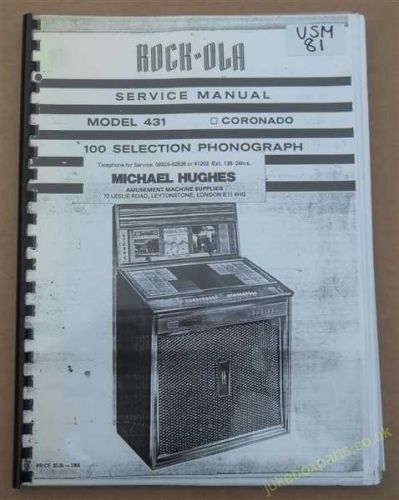 USM
81
ROCK-OLA
SERVICE MANUAL
MODEL 431 □ CORONADO
100 SELECTION PHONOGRAPH
MICHAEL HUGHES
AMUSEMENT MACHINE SUPPLIER
72 LESLIE ROAD, LEYTONSTONE, LONDON E11 4HG
jukeboxparts.co.uk